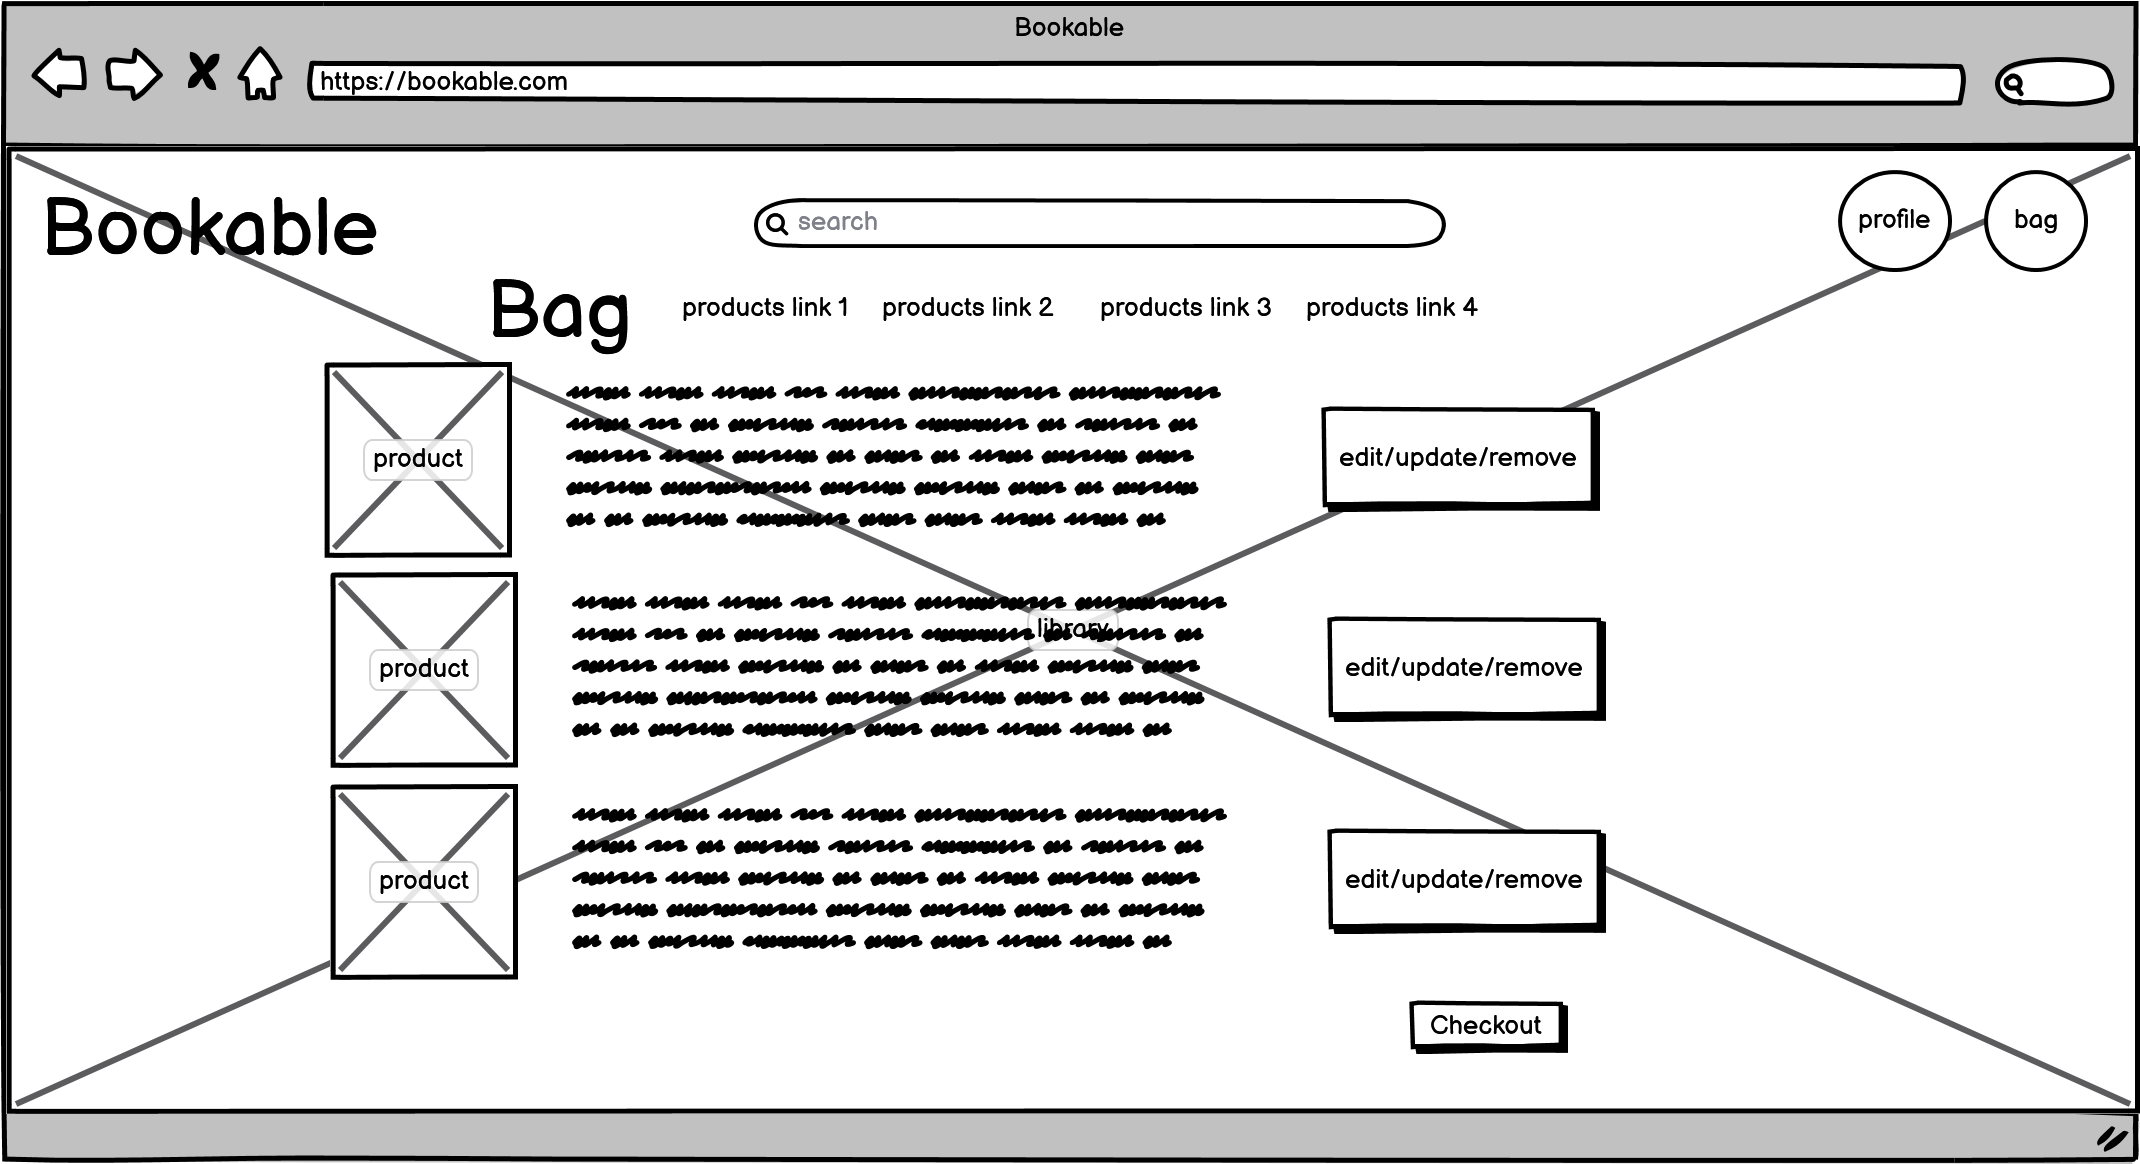 Bookable
https://bookable.com
Bookable
search
profile
bag
Bag
products link 1 products link 2 products link 3 products link 4
product
edit/update/remove
library
product
edit/update/remove
product
edit/update/remove
Checkout